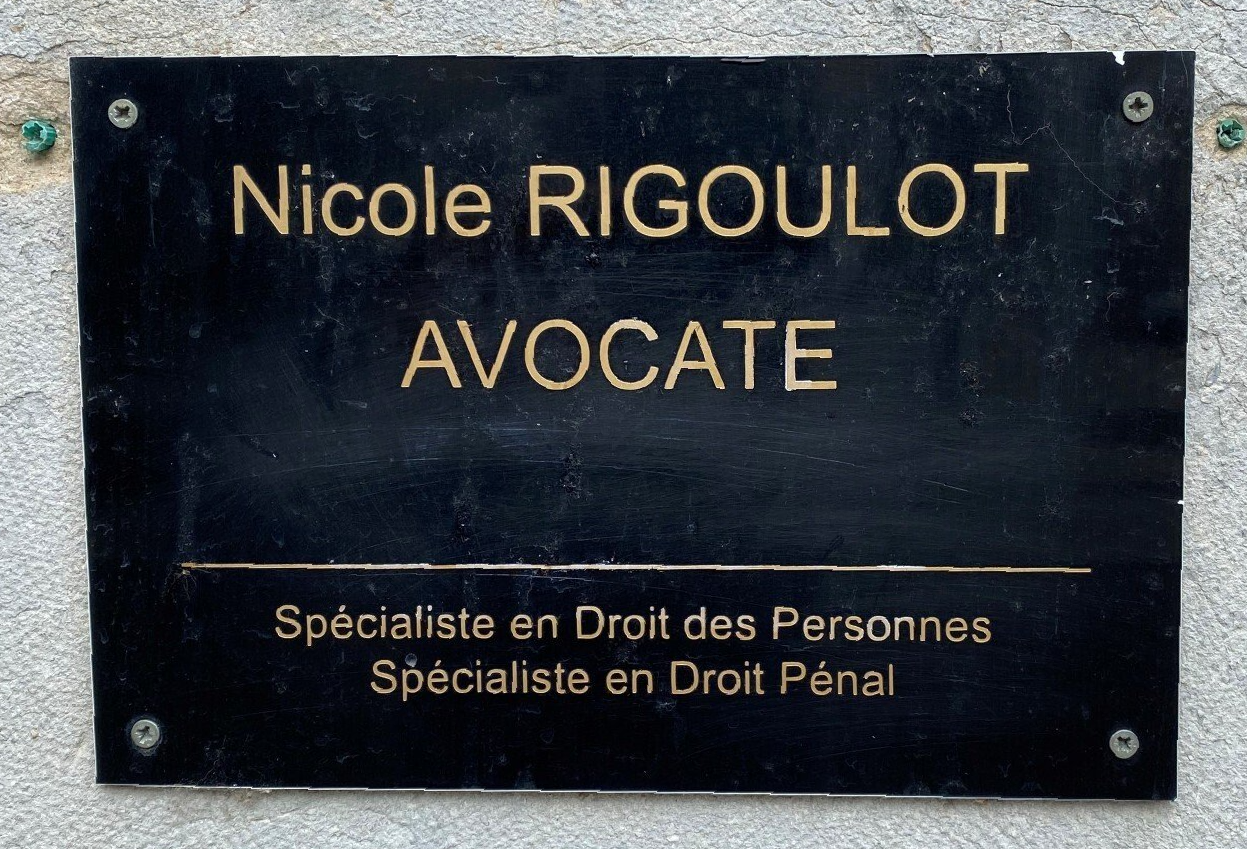 Nicole RIGOULOT
AVOCATE
Spécialiste en Droit des Personnes
Spécialiste en Droit Pénal